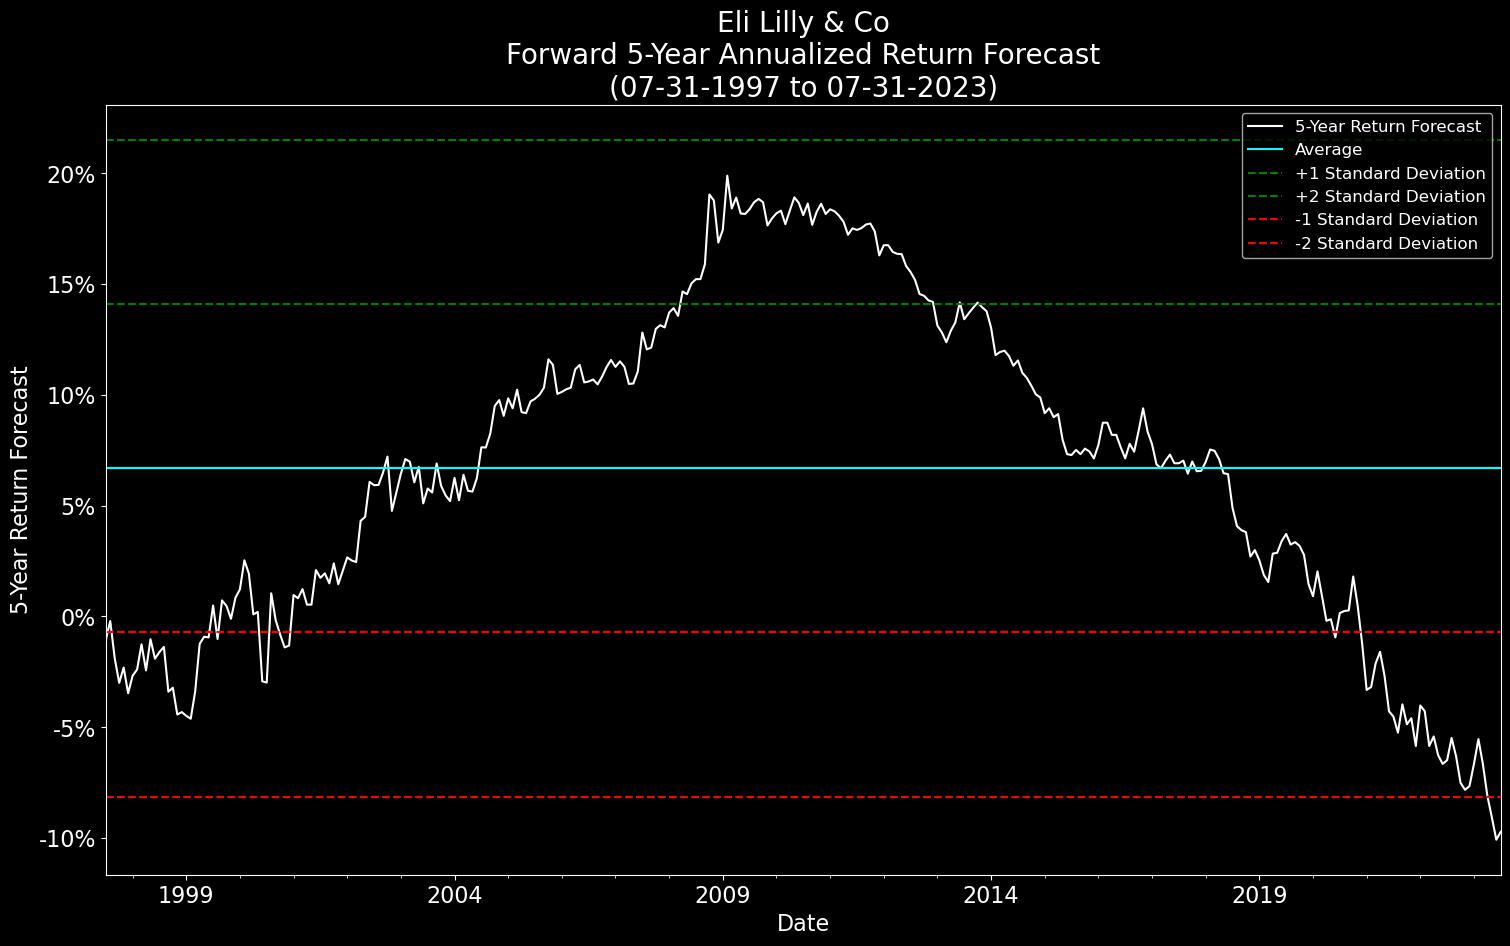 Eli Lilly & Co
Forward 5-Year Annualized Return Forecast
(07-31-1997 to 07-31-2023)
5-Year Return Forecast
Average
+1 Standard Deviation
+2 Standard Deviation
-1 Standard Deviation
-2 Standard Deviation
5-Year Return Forecast
20%
15%
10%
5%
0%
-5%
-10%
1999
2004
2009
2014
2019
Date